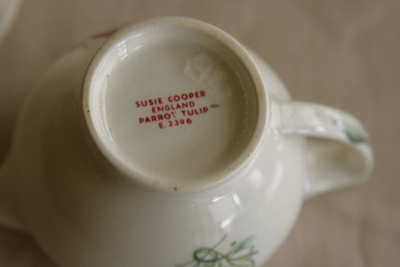 SUSIE COOPER
ENGLAND
PARROT TULIP
E.2396